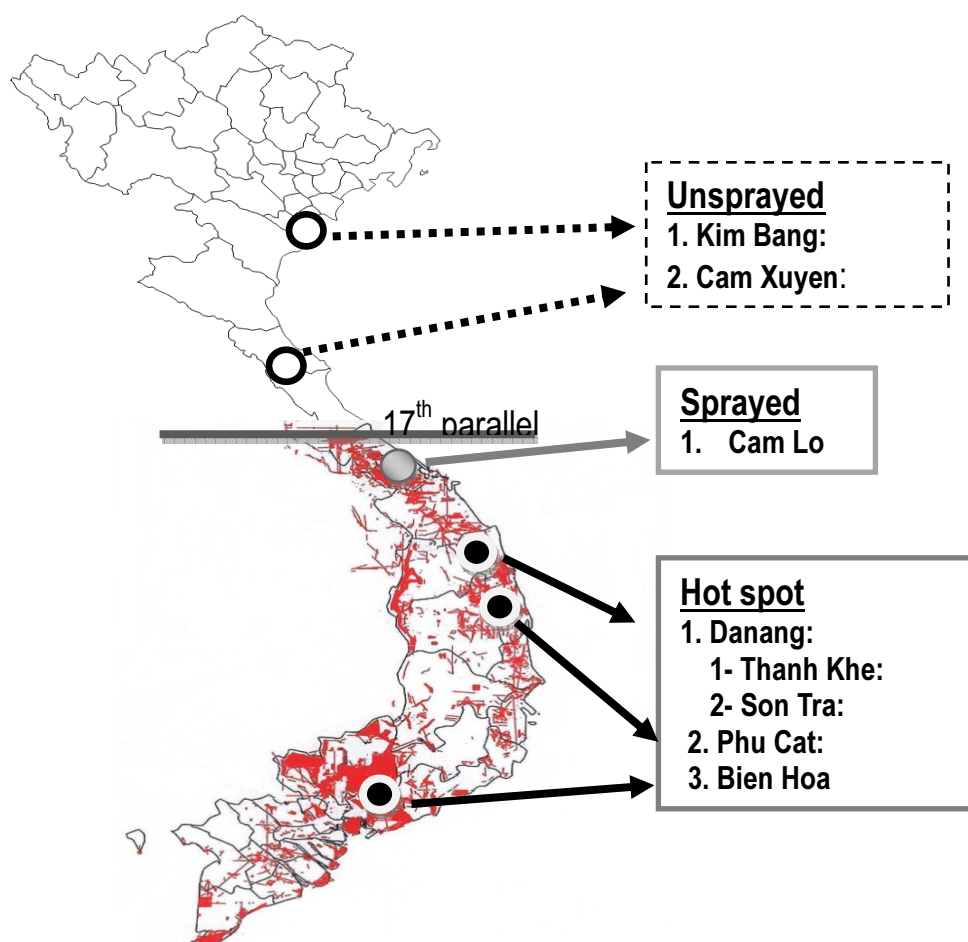 Unsprayed
1. Kim Bang:
2. Cam Xuyen:
17th parallel
Sprayed
1. Cam Lo
Hot spot
1. Danang:
1- Thanh Khe:
2- Son Tra:
2. Phu Cat:
3. Bien Hoa